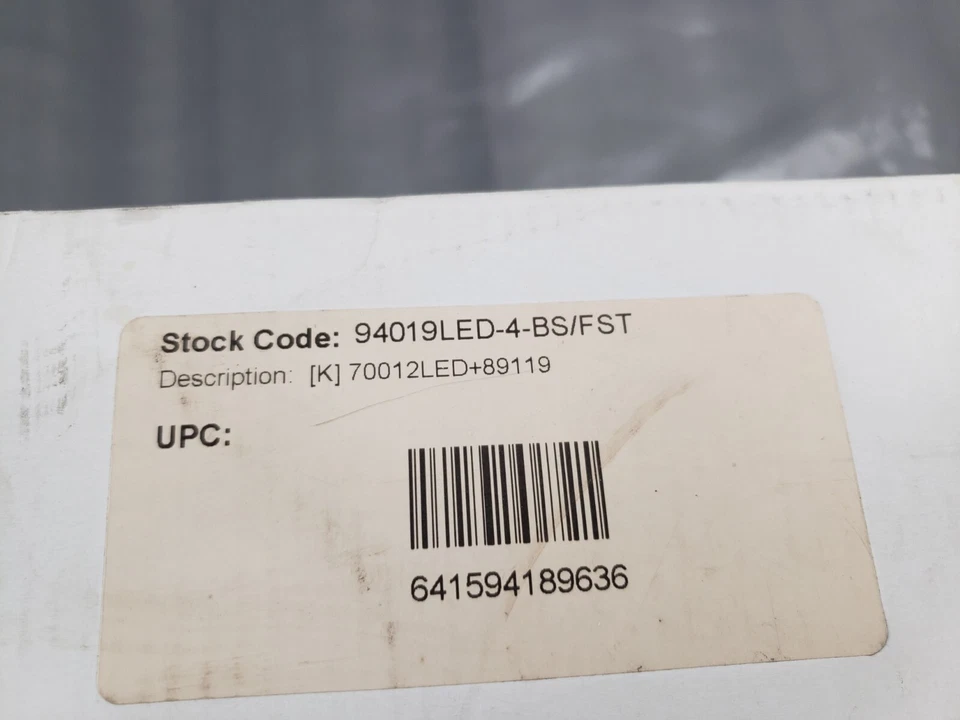 Stock Code: 94019LED-4-BS/FST
Description: [K] 70012LED+89119
UPC:
641594189636